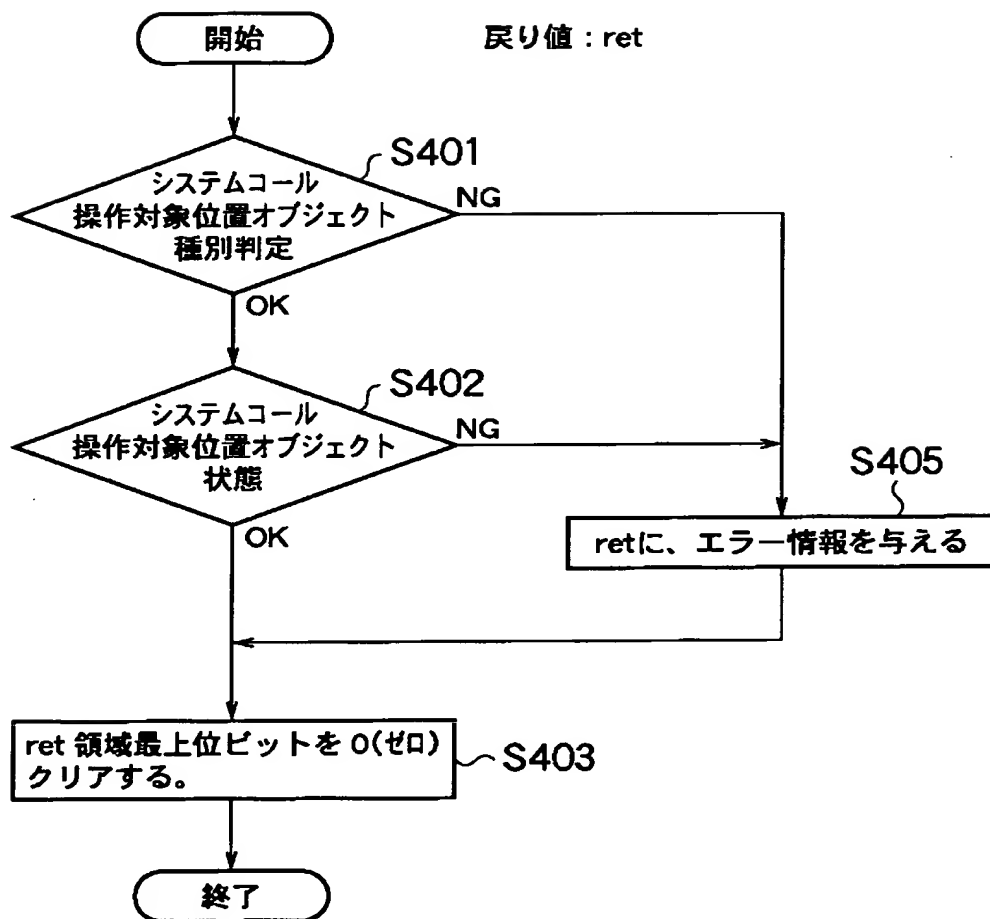 開始
戻り値:ret
S401
システムコール
操作対象位置オブジェクト
種別判定
NG
OK
S402
システムコール
操作対象位置オブジェクト
状態
NG
OK
S405
retに、エラー情報を与える
ret 領域最上位ビットを 0(ゼロ)
クリアする。
S403
終了